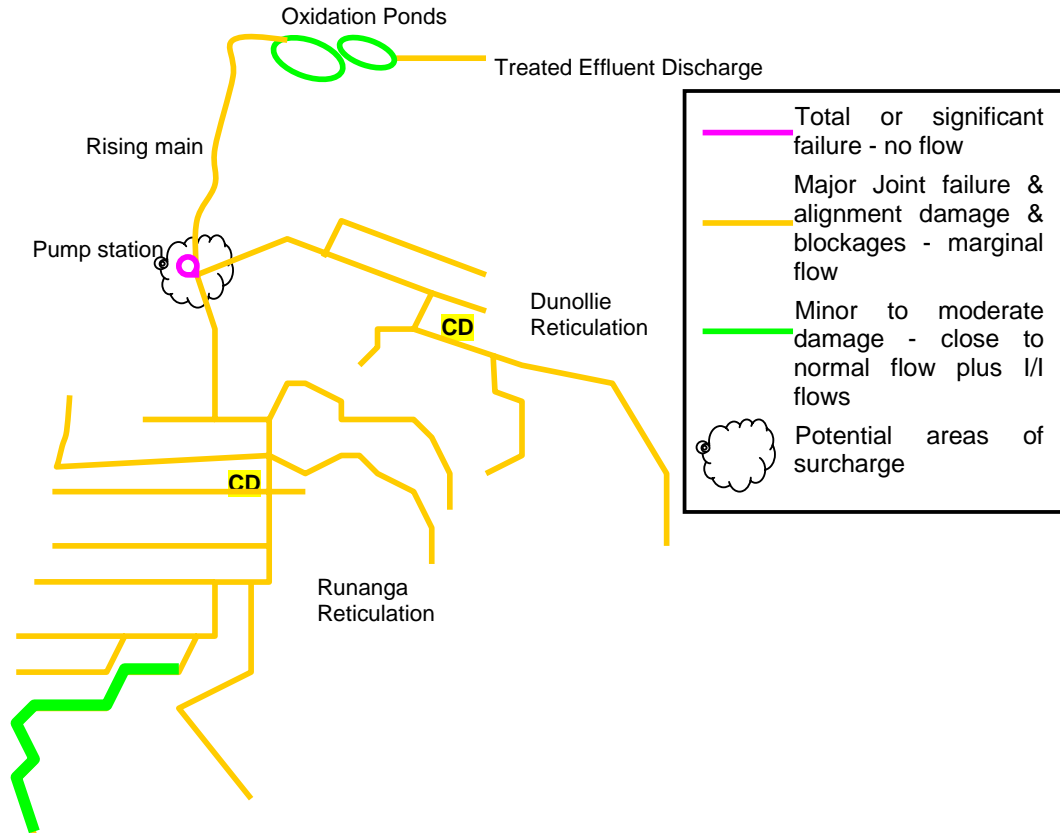 Oxidation Ponds
Treated Effluent Discharge
Rising main
Pump station
Dunollie
Reticulation
CD
CD
Runanga
Reticulation
Total or significant
failure - no flow
Major Joint failure &
alignment damage &
blockages - marginal
flow
Minor to moderate
damage - close to
normal flow plus I/I
flows
Potential areas of
surcharge